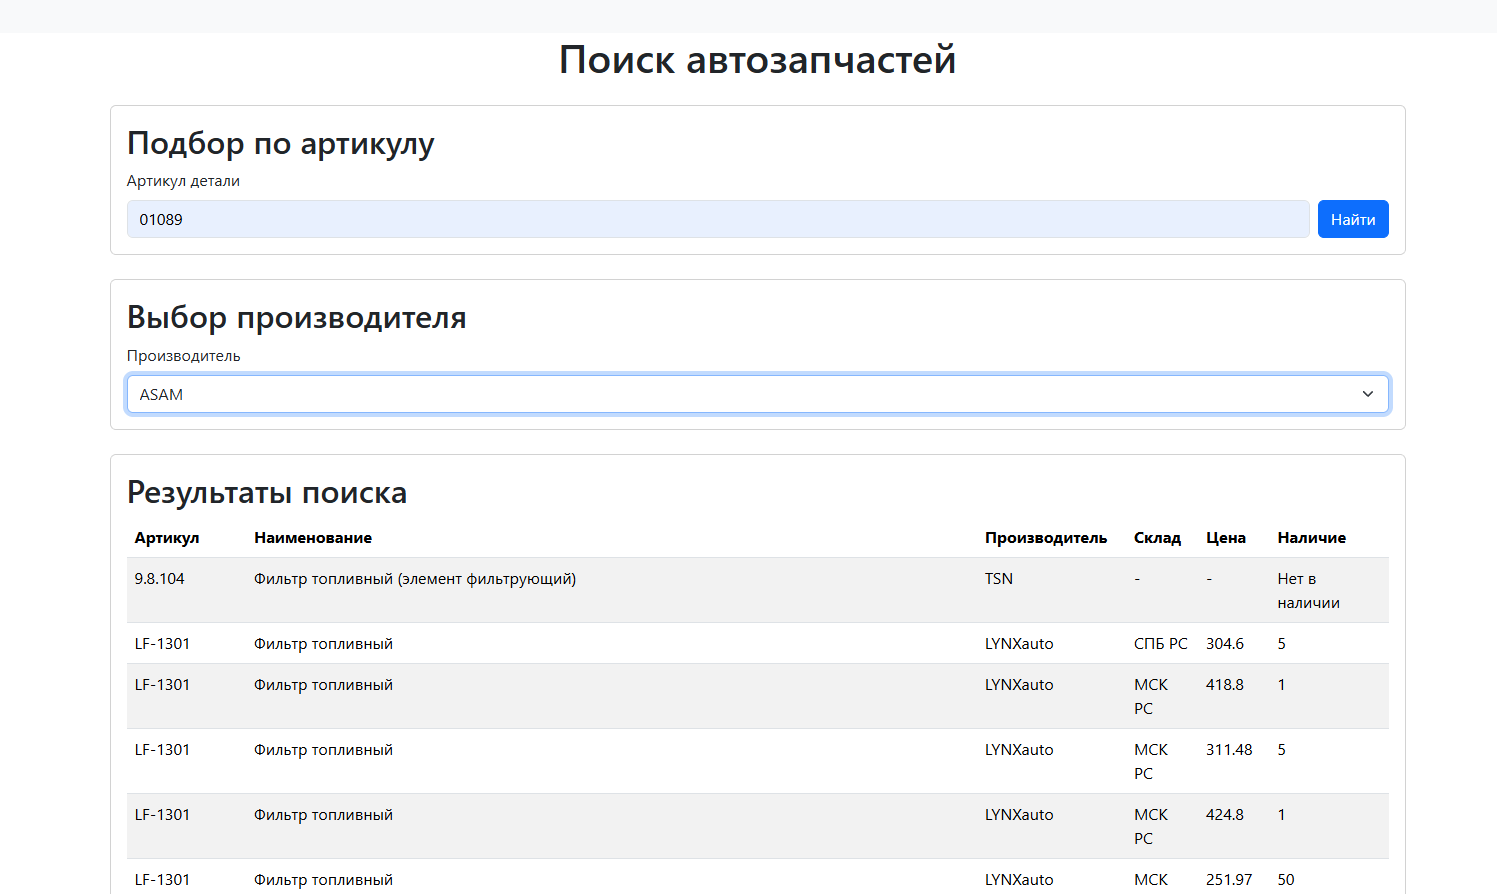 Поиск автозапчастей
Подбор по артикулу
Артикул детали
01089
Найти
Выбор производителя
Производитель
ASAM
Результаты поиска
Артикул Наименование Производитель Склад Цена Наличие
9.8.104 Фильтр топливный (элемент фильтрующий) TSN - - Нет в
наличии
LF-1301 Фильтр топливный LYNXauto СПБ РС 304.6 5
LF-1301 Фильтр топливный LYNXauto МСК 418.8 1
РС
LF-1301 Фильтр топливный LYNXauto МСК 311.48 5
РС
LF-1301 Фильтр топливный LYNXauto МСК 424.8 1
РС
LF-1301 Фильтр топливный LYNXauto МСК 251.97 50